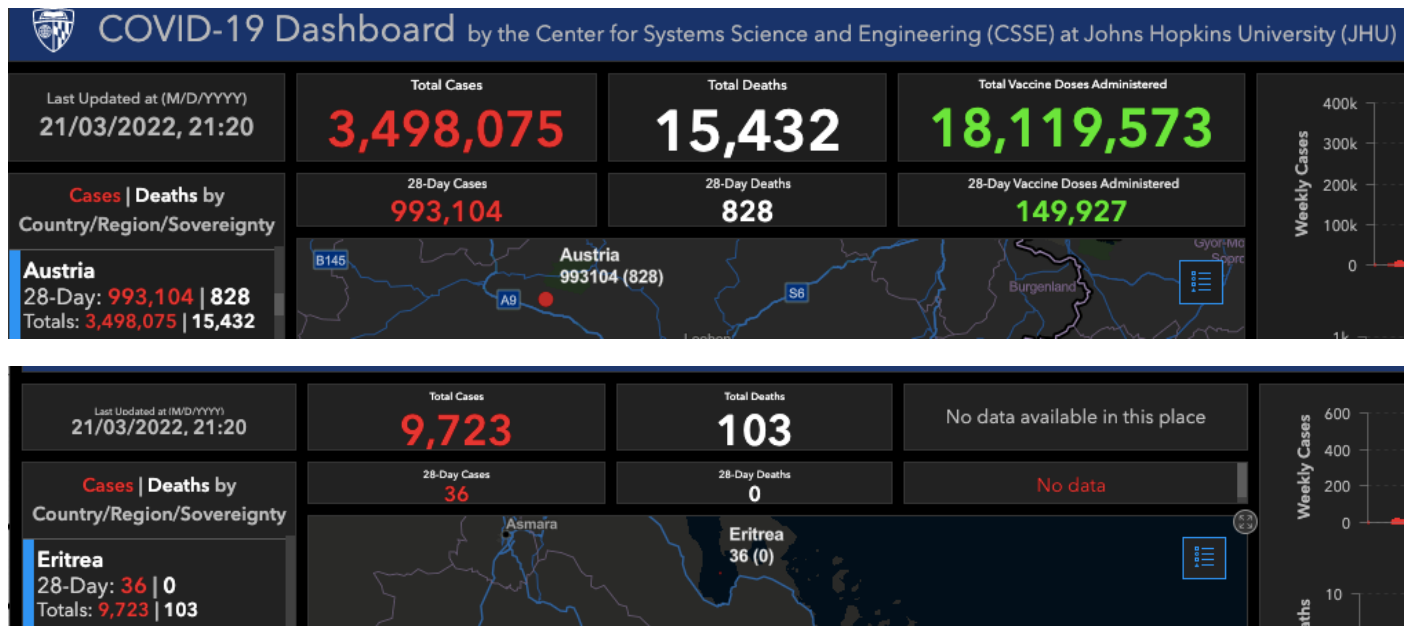 COVID-19 Dashboard by the Center for Systems Science and Engineering (CSSE) at Johns Hopkins University (JHU)
Last Updated at (M/D/YYYY)
21/03/2022, 21:20
Total Cases
3,498,075
Total Deaths
15,432
Total Vaccine Doses Administered
18,119,573
28-Day Cases
993,104
28-Day Deaths
828
28-Day Vaccine Doses Administered
149,927
Cases | Deaths by
Country/Region/Sovereignty
Austria
28-Day: 993,104 | 828
Totals: 3,498,075 | 15,432
B145
Austria
993104 (828)
A9
S6
Burgenland
Weekly Cases
400k
300k
200k
100k
0
1k
Last Updated at (M/D/YYYY)
21/03/2022, 21:20
Total Cases
9,723
Total Deaths
103
No data available in this place
28-Day Cases
36
28-Day Deaths
0
No data
Cases | Deaths by
Country/Region/Sovereignty
Eritrea
28-Day: 36 | 0
Totals: 9,723 | 103
Asmara
Eritrea
36 (0)
Weekly Cases
600
400
200
0
10